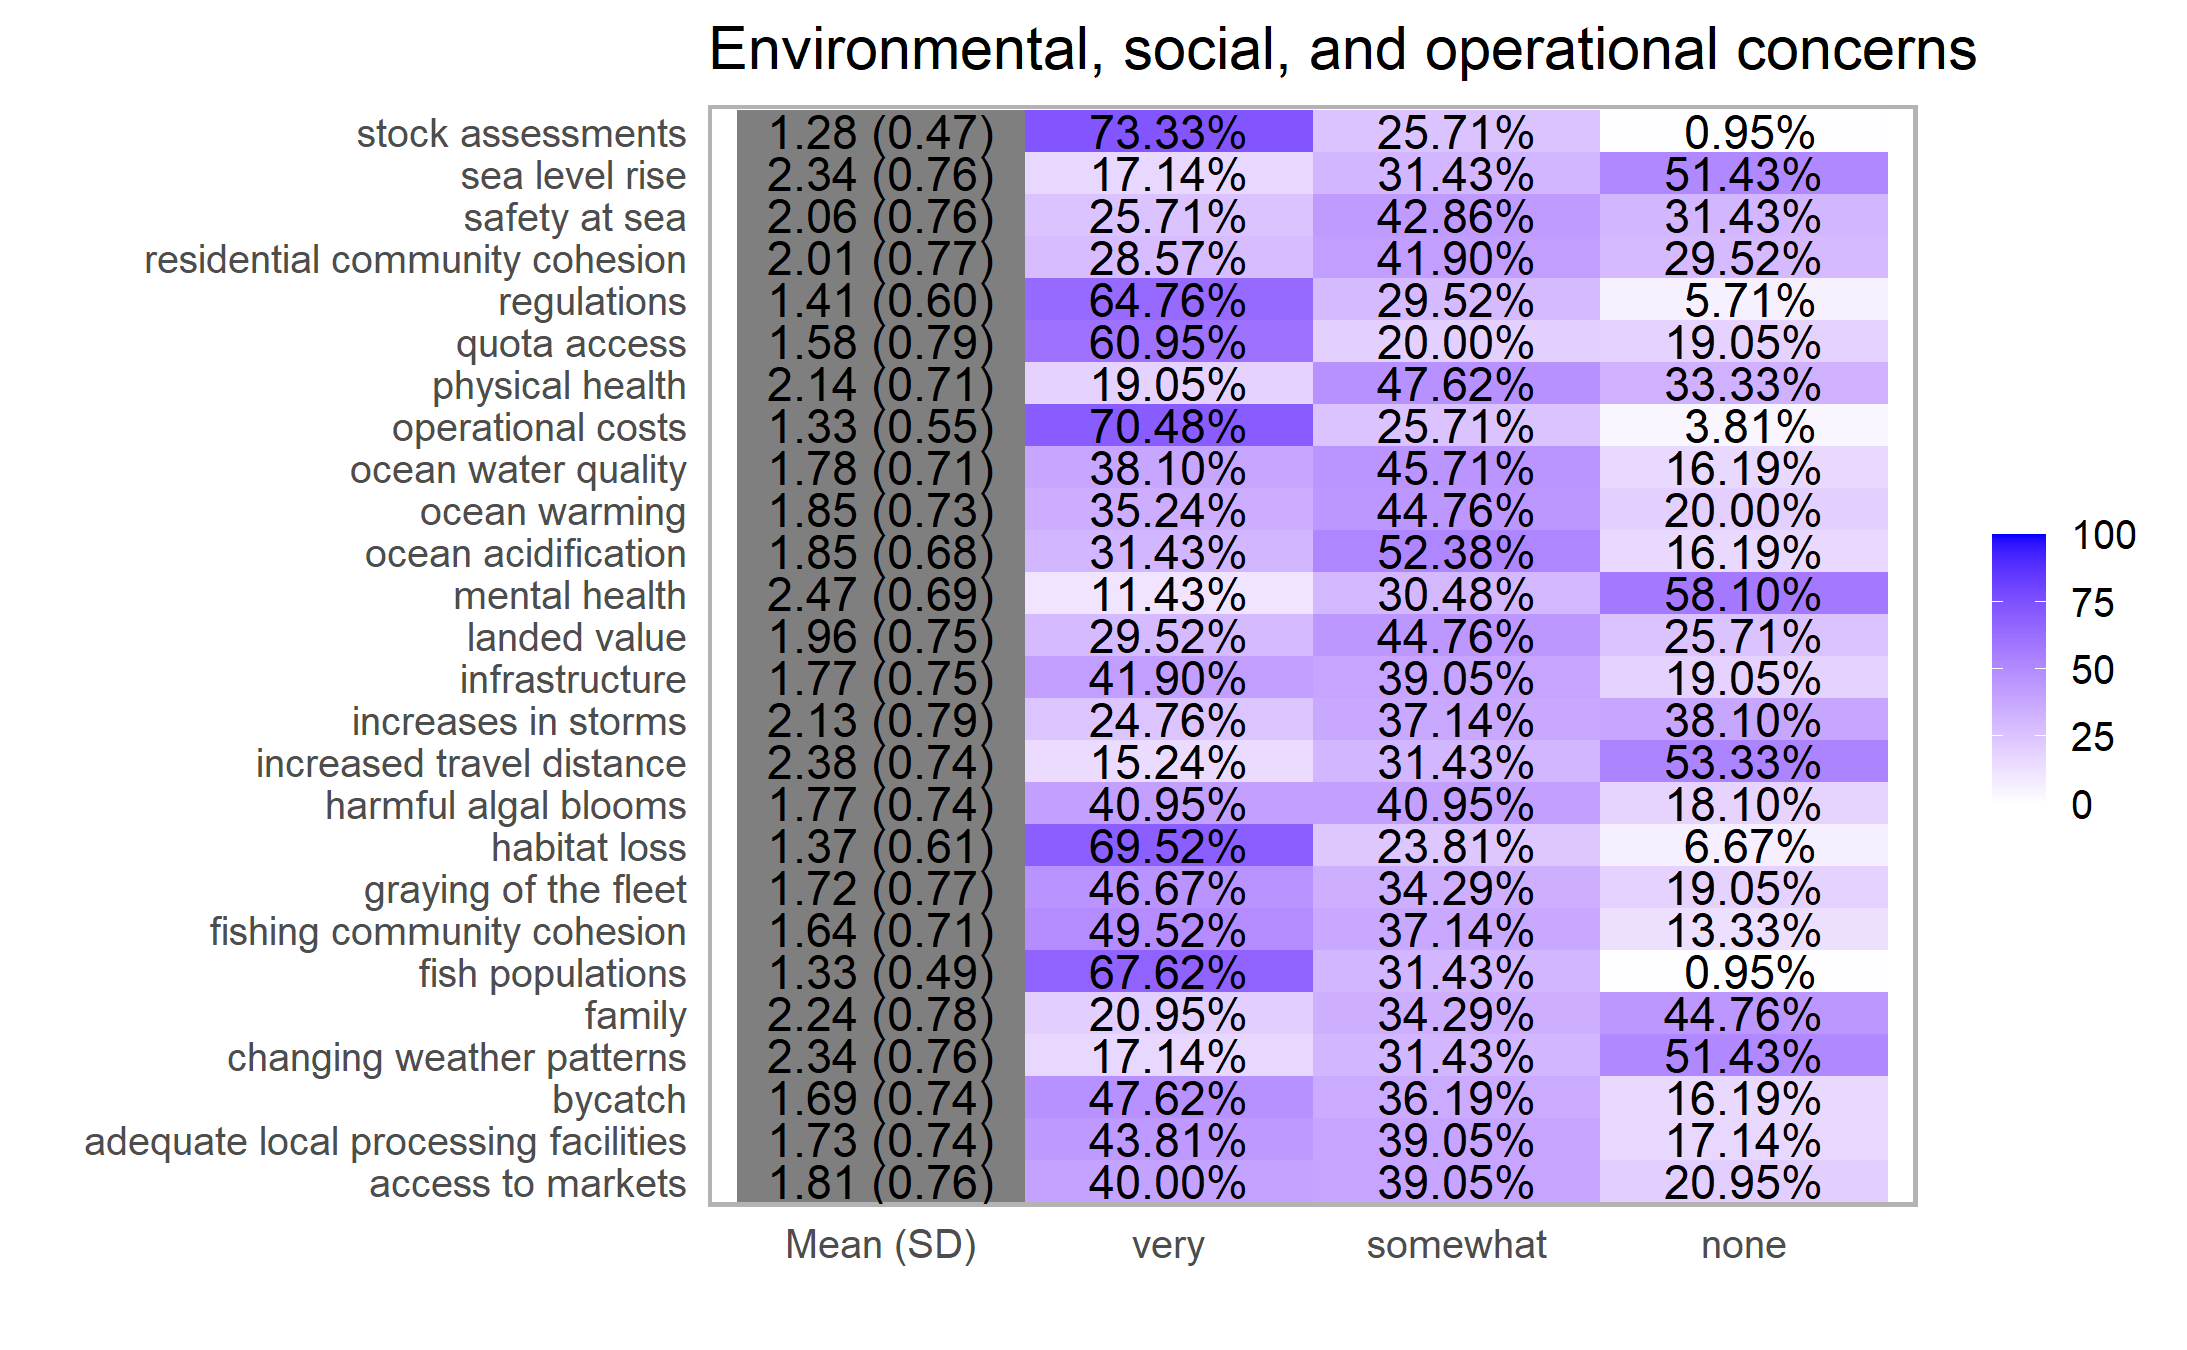 Environmental, social, and operational concerns
stock assessments 1.28 (0.47) 73.33% 25.71% 0.95%
sea level rise 2.34 (0.76) 17.14% 31.43% 51.43%
safety at sea 2.06 (0.76) 25.71% 42.86% 31.43%
residential community cohesion 2.01 (0.77) 28.57% 41.90% 29.52%
regulations 1.41 (0.60) 64.76% 29.52% 5.71%
quota access 1.58 (0.79) 60.95% 20.00% 19.05%
physical health 2.14 (0.71) 19.05% 47.62% 33.33%
operational costs 1.33 (0.55) 70.48% 25.71% 3.81%
ocean water quality 1.78 (0.71) 38.10% 45.71% 16.19%
ocean warming 1.85 (0.73) 35.24% 44.76% 20.00%
ocean acidification 1.85 (0.68) 31.43% 52.38% 16.19%
mental health 2.47 (0.69) 11.43% 30.48% 58.10%
landed value 1.96 (0.75) 29.52% 44.76% 25.71%
infrastructure 1.77 (0.75) 41.90% 39.05% 19.05%
increases in storms 2.13 (0.79) 24.76% 37.14% 38.10%
increased travel distance 2.38 (0.74) 15.24% 31.43% 53.33%
harmful algal blooms 1.77 (0.74) 40.95% 40.95% 18.10%
habitat loss 1.37 (0.61) 69.52% 23.81% 6.67%
graying of the fleet 1.72 (0.77) 46.67% 34.29% 19.05%
fishing community cohesion 1.64 (0.71) 49.52% 37.14% 13.33%
fish populations 1.33 (0.49) 67.62% 31.43% 0.95%
family 2.24 (0.78) 20.95% 34.29% 44.76%
changing weather patterns 2.34 (0.76) 17.14% 31.43% 51.43%
bycatch 1.69 (0.74) 47.62% 36.19% 16.19%
adequate local processing facilities 1.73 (0.74) 43.81% 39.05% 17.14%
access to markets 1.81 (0.76) 40.00% 39.05% 20.95%
Mean (SD) very somewhat none
100
75
50
25
0